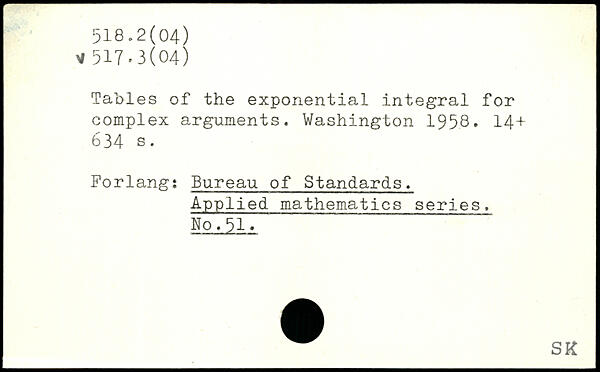 518.2(04)
v 517.3(04)
Tables of the exponential integral for
complex arguments. Washington 1958. 14+
634 s.
Forlang: Bureau of Standards.
Applied mathematics series.
No.51.
SK